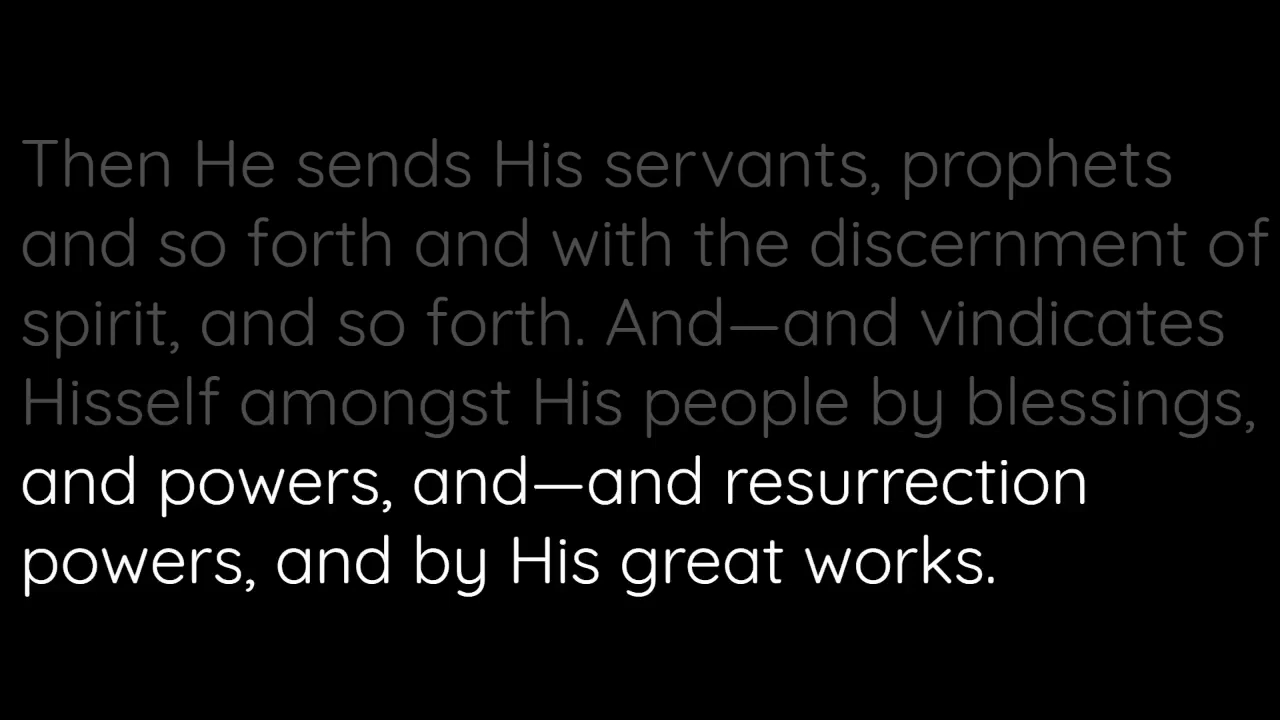 Then He sends His servants, prophets
and so forth and with the discernment of
spirit, and so forth. And—and vindicates
Hisself amongst His people by blessings,
and powers, and—and resurrection
powers, and by His great works.